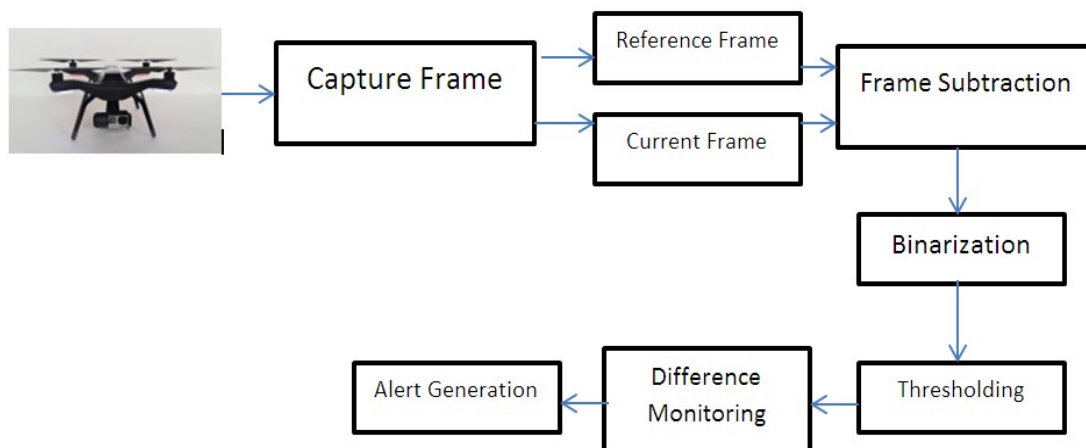 Capture Frame
Reference Frame
Current Frame
Frame Subtraction
Binarization
Thresholding
Difference
Monitoring
Alert Generation